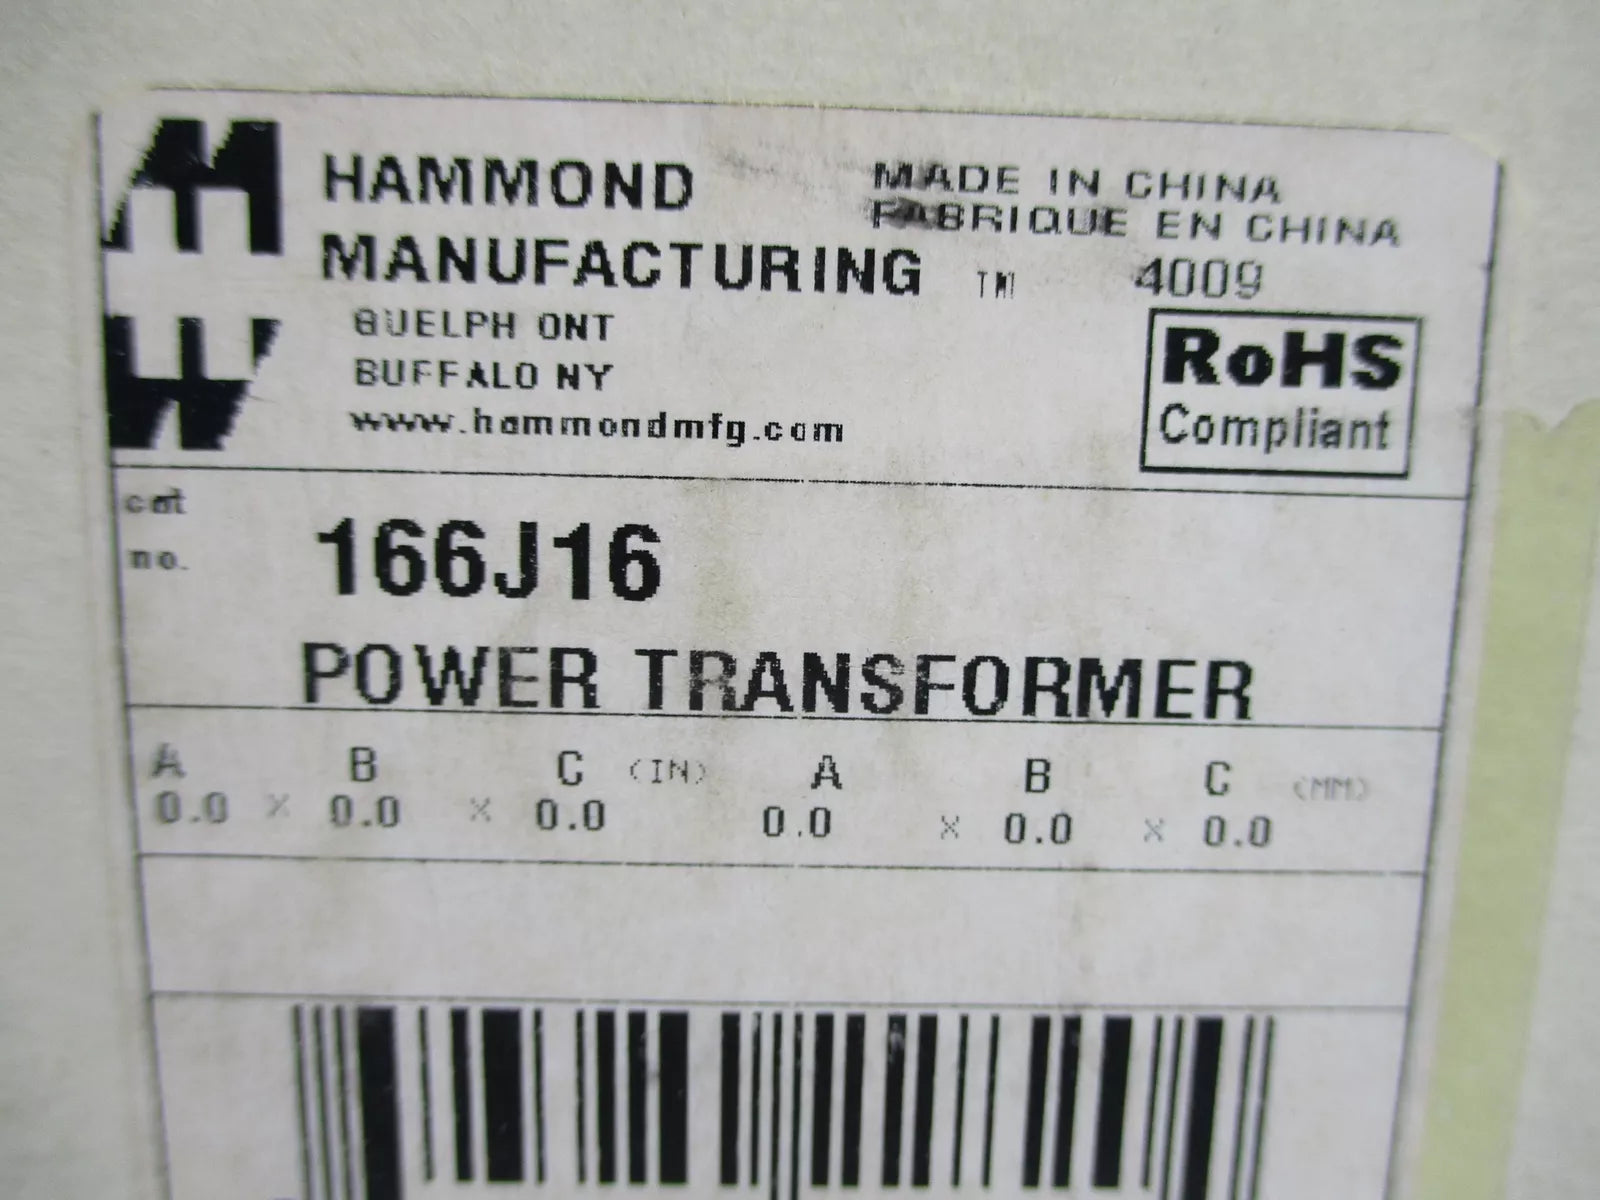 HAMMOND
MANUFACTURING TM
GUELPH ONT
BUFFALO NY
www.hammondmfg.com
MADE IN CHINA
FABRIQUE EN CHINA
4009
RoHS
Compliant
cat
no.
166J16
POWER TRANSFORMER
A B C (IN) A B C (MM)
0.0 x 0.0 x 0.0 0.0 x 0.0 x 0.0